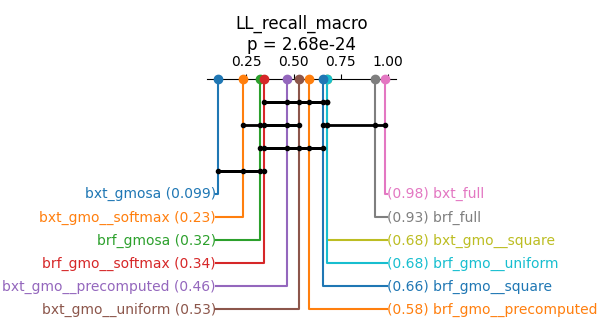 LL_recall_macro
p = 2.68e-24
0.25 0.50 0.75 1.00
bxt_gmosa (0.099)
(0.98) bxt_full
bxt_gmo__softmax (0.23)
(0.93) brf_full
brf_gmosa (0.32)
(0.68) bxt_gmo__square
brf_gmo__softmax (0.34)
(0.68) brf_gmo__uniform
bxt_gmo__precomputed (0.46)
(0.66) brf_gmo__square
bxt_gmo__uniform (0.53)
(0.58) brf_gmo__precomputed